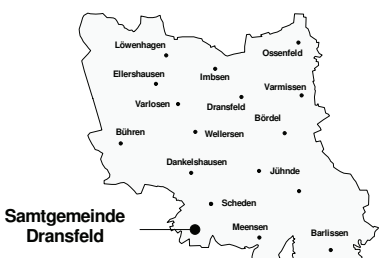 Löwenhagen
Ossenfeld
Ellershausen
Imbsen
Varmissen
Varlosen
Dransfeld
Bördel
Bühren
Wellersen
Dankelshausen
Jühnde
Scheden
Samtgemeinde
Dransfeld
Meensen
Barlissen